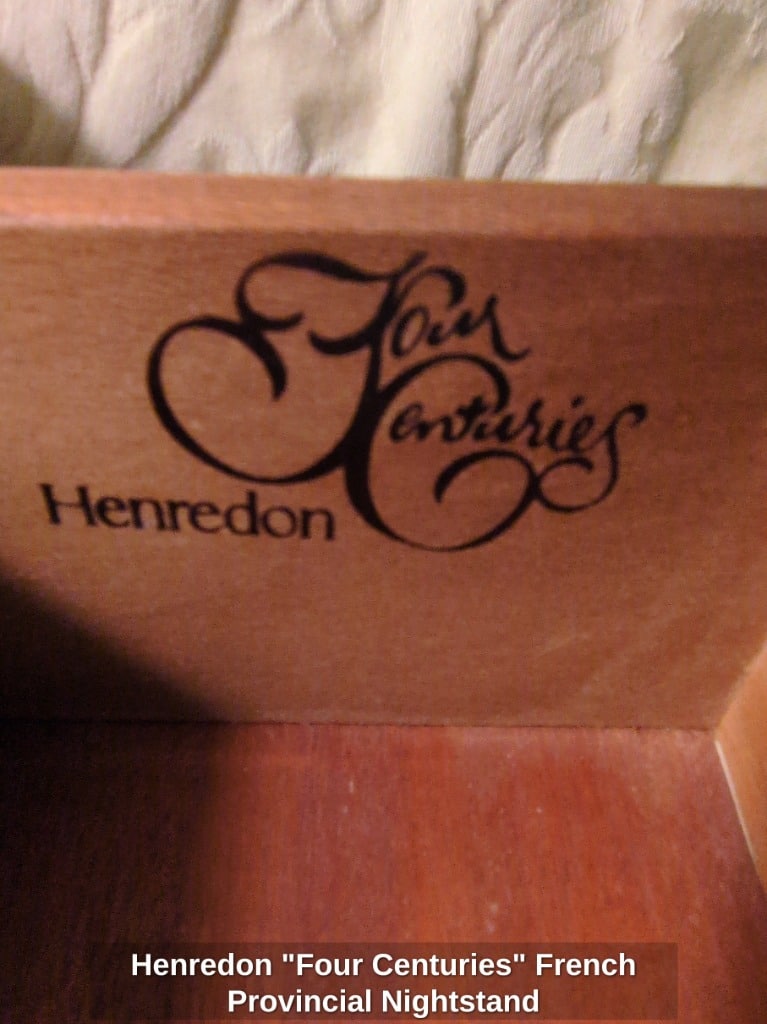 Four
Centuries
Henredon
Henredon "Four Centuries" French
Provincial Nightstand